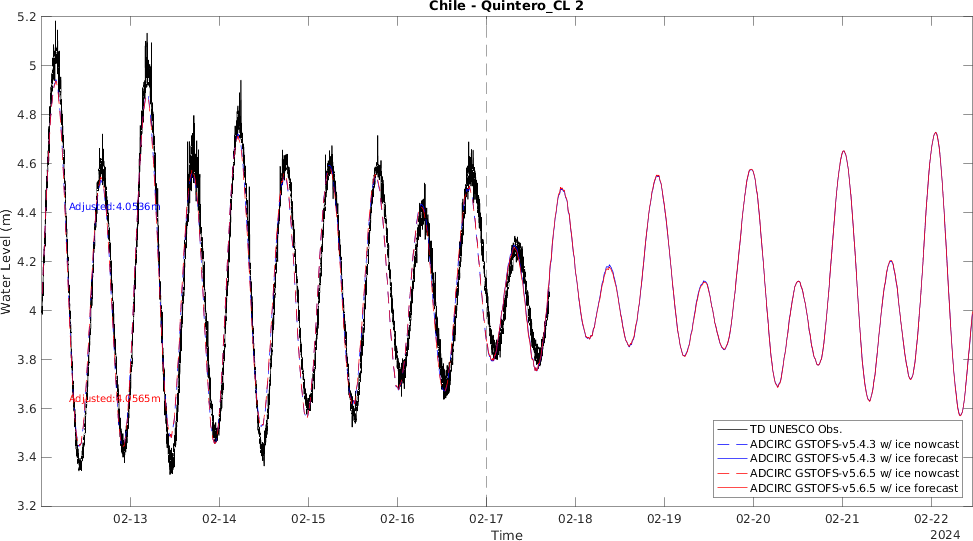 Chile - Quintero_CL 2
5.2
5
4.8
4.6
4.4
4.2
4
3.8
3.6
3.4
3.2
Water Level (m)
Adjusted:4.0536m
Adjusted:4.0565m
TD UNESCO Obs.
ADCIRC GSTOFS-v5.4.3 w/ ice nowcast
ADCIRC GSTOFS-v5.4.3 w/ ice forecast
ADCIRC GSTOFS-v5.6.5 w/ ice nowcast
ADCIRC GSTOFS-v5.6.5 w/ ice forecast
02-13 02-14 02-15 02-16 02-17 02-18 02-19 02-20 02-21 02-22
Time
2024